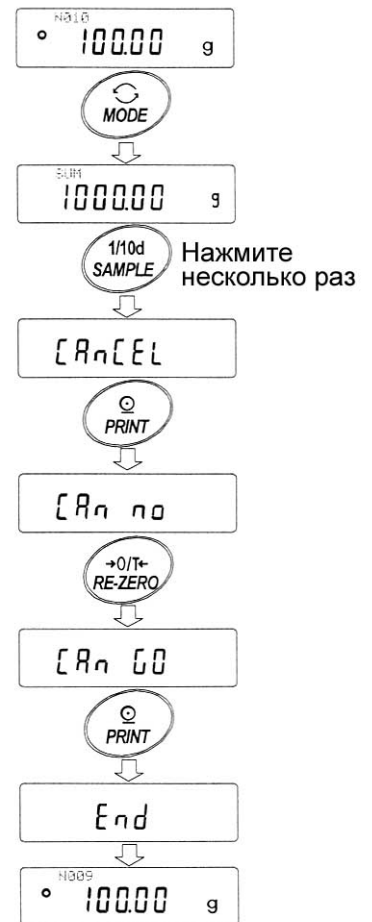 N010
100.00 g
MODE
SUM
1000.00 g
1/10d
SAMPLE
Нажмите
несколько раз
CAnCEL
PRINT
CAn no
→0/T←
RE-ZERO
CAn GO
PRINT
End
N009
100.00 g